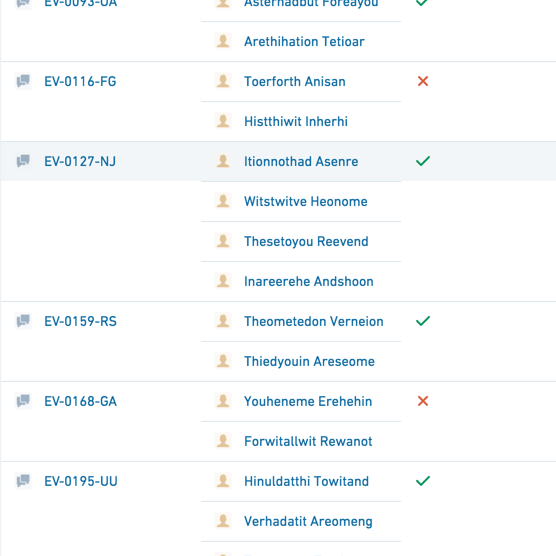 EV-0093-OA Asternadbut Foreayou
Arethihation Tetioar
EV-0116-FG Toerforth Anisan
Histthiwit Inherhi
EV-0127-NJ Itionnothad Asenre
Witstwitve Heonome
Thesetoyou Reevend
Inareerehe Andshoon
EV-0159-RS Theometedon Verneion
Thiedyouin Areseome
EV-0168-GA Youheneme Erehehin
Forwitallwit Rewanot
EV-0195-UU Hinuldatthi Towitand
Verhadatit Areomeng